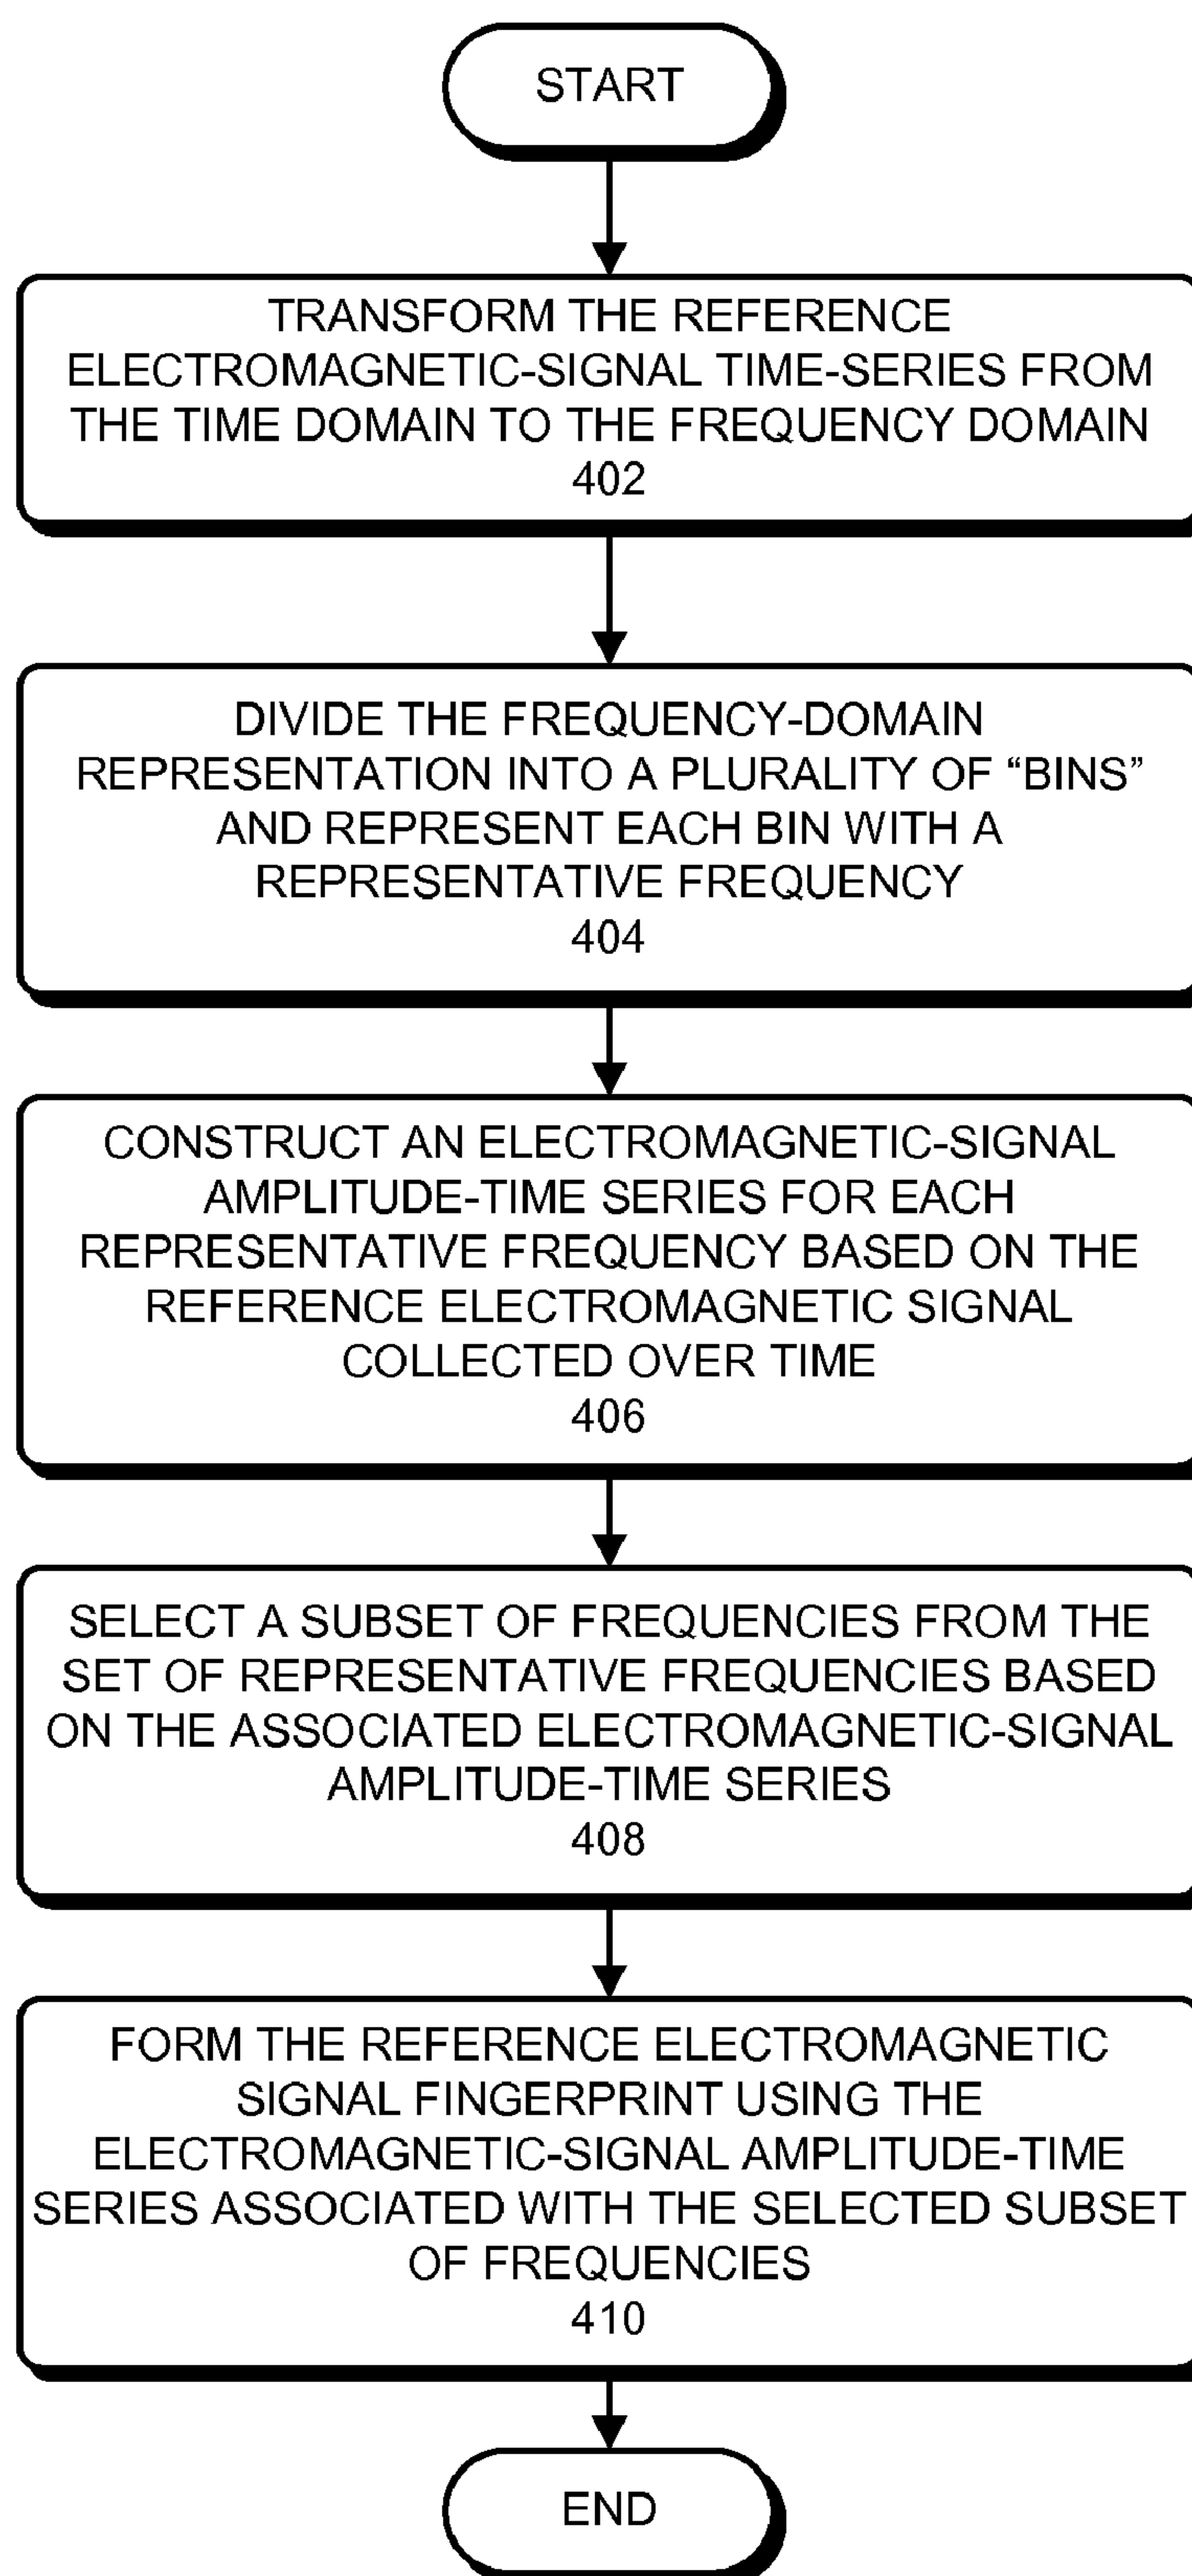 START
TRANSFORM THE REFERENCE
ELECTROMAGNETIC-SIGNAL TIME-SERIES FROM
THE TIME DOMAIN TO THE FREQUENCY DOMAIN
402
DIVIDE THE FREQUENCY-DOMAIN
REPRESENTATION INTO A PLURALITY OF “BINS”
AND REPRESENT EACH BIN WITH A
REPRESENTATIVE FREQUENCY
404
CONSTRUCT AN ELECTROMAGNETIC-SIGNAL
AMPLITUDE-TIME SERIES FOR EACH
REPRESENTATIVE FREQUENCY BASED ON THE
REFERENCE ELECTROMAGNETIC SIGNAL
COLLECTED OVER TIME
406
SELECT A SUBSET OF FREQUENCIES FROM THE
SET OF REPRESENTATIVE FREQUENCIES BASED
ON THE ASSOCIATED ELECTROMAGNETIC-SIGNAL
AMPLITUDE-TIME SERIES
408
FORM THE REFERENCE ELECTROMAGNETIC
SIGNAL FINGERPRINT USING THE
ELECTROMAGNETIC-SIGNAL AMPLITUDE-TIME
SERIES ASSOCIATED WITH THE SELECTED SUBSET
OF FREQUENCIES
410
END